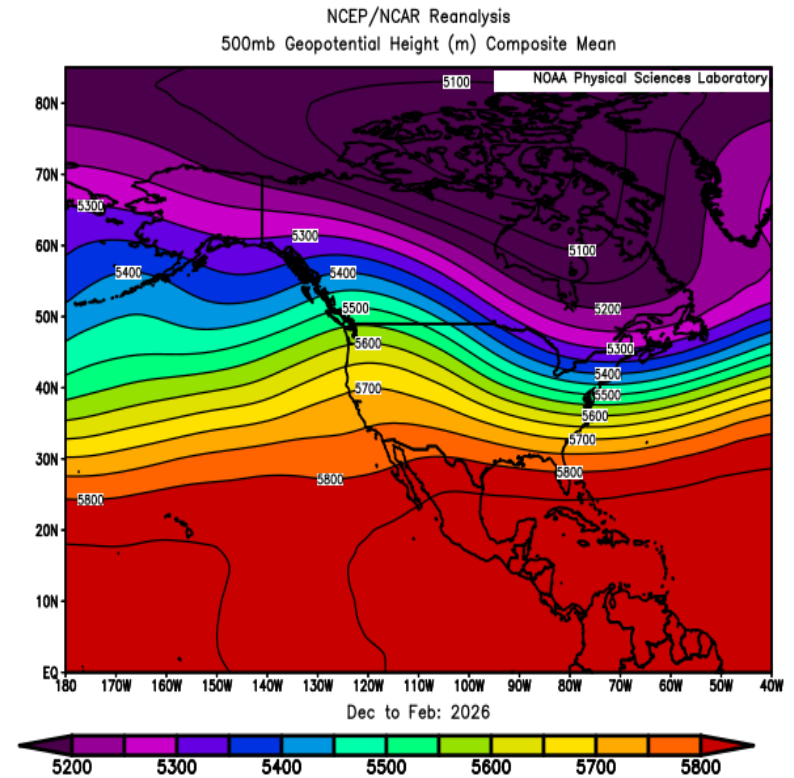 NCEP/NCAR Reanalysis
500mb Geopotential Height (m) Composite Mean
NOAA Physical Sciences Laboratory
5100
80N
70N
5300
5300
60N
5100
5400
5400
5200
5500
50N
5600
5300
5400
5700
40N
5500
5600
5700
30N
5800
5800
5800
20N
10N
EQ
180 170W 160W 150W 140W 130W 120W 110W 100W 90W 80W 70W 60W 50W 40W
Dec to Feb: 2026
5200 5300 5400 5500 5600 5700 5800